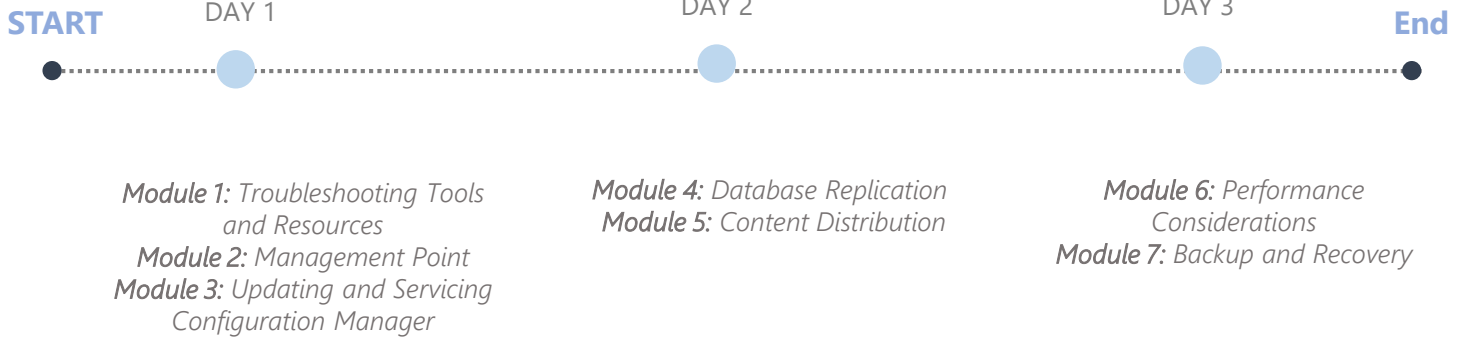 START
DAY 1
DAY 2
DAY 3
End
Module 1: Troubleshooting Tools
and Resources
Module 2: Management Point
Module 3: Updating and Servicing
Configuration Manager
Module 4: Database Replication
Module 5: Content Distribution
Module 6: Performance
Considerations
Module 7: Backup and Recovery